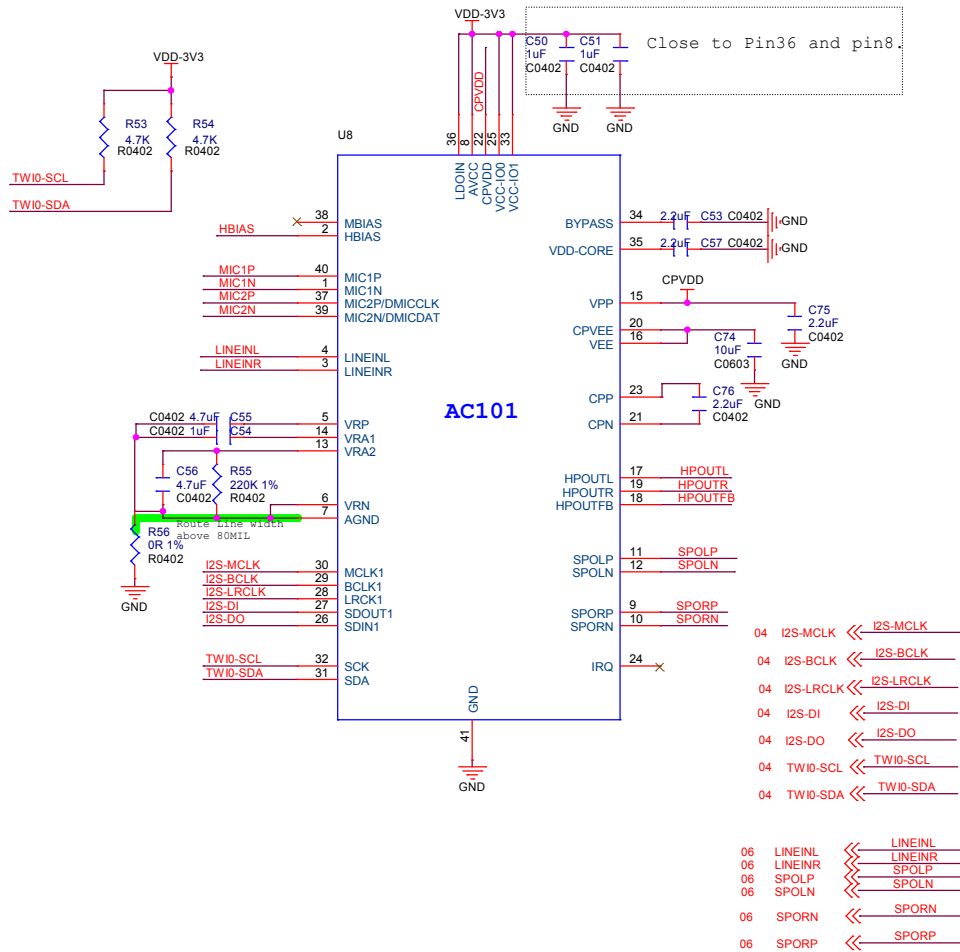 VDD-3V3
C50
1uF
C0402
C51
1uF
C0402
Close to Pin36 and pin8.
GND
GND
VDD-3V3
R53
4.7K
R0402
R54
4.7K
R0402
TWI0-SCL
TWI0-SDA
CPVDD
U8
36
8
22
25
33
LDOIN
AVCC
CPVDD
VCC-IO0
VCC-IO1
AC101
38 MBIAS
HBIAS 2 HBIAS
MIC1P 40 MIC1P
MIC1N 1 MIC1N
MIC2P 37 MIC2P/DMICCLK
MIC2N 39 MIC2N/DMICDAT
LINEINL 4 LINEINL
LINEINR 3 LINEINR
C0402 4.7uF C55 5 VRP
C0402 1uF C54 14 VRA1
13 VRA2
C56
4.7uF
C0402
R55
220K 1%
R0402
6 VRN
7 AGND
Route Line width
above 80MIL
R56
0R 1%
R0402
GND
I2S-MCLK 30 MCLK1
I2S-BCLK 29 BCLK1
I2S-LRCLK 28 LRCK1
I2S-DI 27 SDOUT1
I2S-DO 26 SDIN1
TWI0-SCL 32 SCK
TWI0-SDA 31 SDA
GND
41
GND
BYPASS 34 2.2uF C53 C0402 GND
VDD-CORE 35 2.2uF C57 C0402 GND
CPVDD
VPP 15
C75
2.2uF
C0402
GND
CPVEE 20
VEE 16
C74
10uF
C0603
GND
CPP 23
C76
2.2uF
C0402
CPN 21
HPOUTL 17 HPOUTL
HPOUTR 19 HPOUTR
HPOUTFB 18 HPOUTFB
SPOLP 11 SPOLP
SPOLN 12 SPOLN
SPORP 9 SPORP
SPORN 10 SPORN
IRQ 24
04 I2S-MCLK I2S-MCLK
04 I2S-BCLK I2S-BCLK
04 I2S-LRCLK I2S-LRCLK
04 I2S-DI I2S-DI
04 I2S-DO I2S-DO
04 TWI0-SCL TWI0-SCL
04 TWI0-SDA TWI0-SDA
06 LINEINL LINEINL
06 LINEINR LINEINR
06 SPOLP SPOLP
06 SPOLN SPOLN
06 SPORN SPORN
06 SPORP SPORP